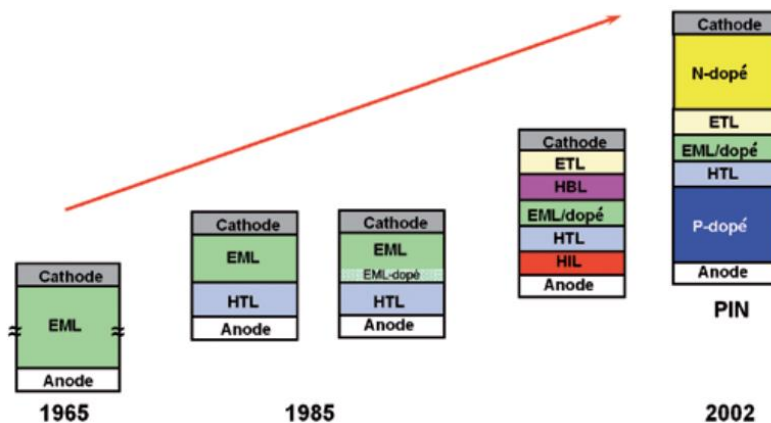 Cathode
EML
Anode
1965
Cathode
EML
HTL
Anode
Cathode
EML
EML-dopé
HTL
Anode
1985
Cathode
ETL
HBL
EML/dopé
HTL
HIL
Anode
Cathode
N-dopé
ETL
EML/dopé
HTL
P-dopé
Anode
PIN
2002